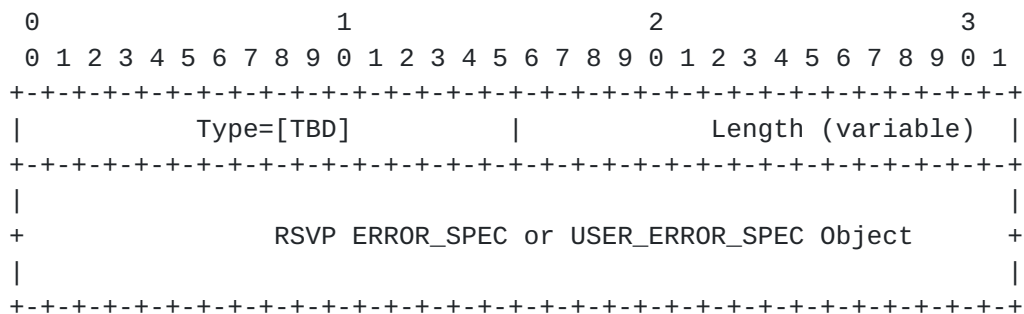 0                   1                   2                   3
 0 1 2 3 4 5 6 7 8 9 0 1 2 3 4 5 6 7 8 9 0 1 2 3 4 5 6 7 8 9 0 1
+-+-+-+-+-+-+-+-+-+-+-+-+-+-+-+-+-+-+-+-+-+-+-+-+-+-+-+-+-+-+-+-+
|           Type=[TBD]          |            Length (variable)  |
+-+-+-+-+-+-+-+-+-+-+-+-+-+-+-+-+-+-+-+-+-+-+-+-+-+-+-+-+-+-+-+-+
|                                                               |
+                RSVP ERROR_SPEC or USER_ERROR_SPEC Object      +
|                                                               |
+-+-+-+-+-+-+-+-+-+-+-+-+-+-+-+-+-+-+-+-+-+-+-+-+-+-+-+-+-+-+-+-+